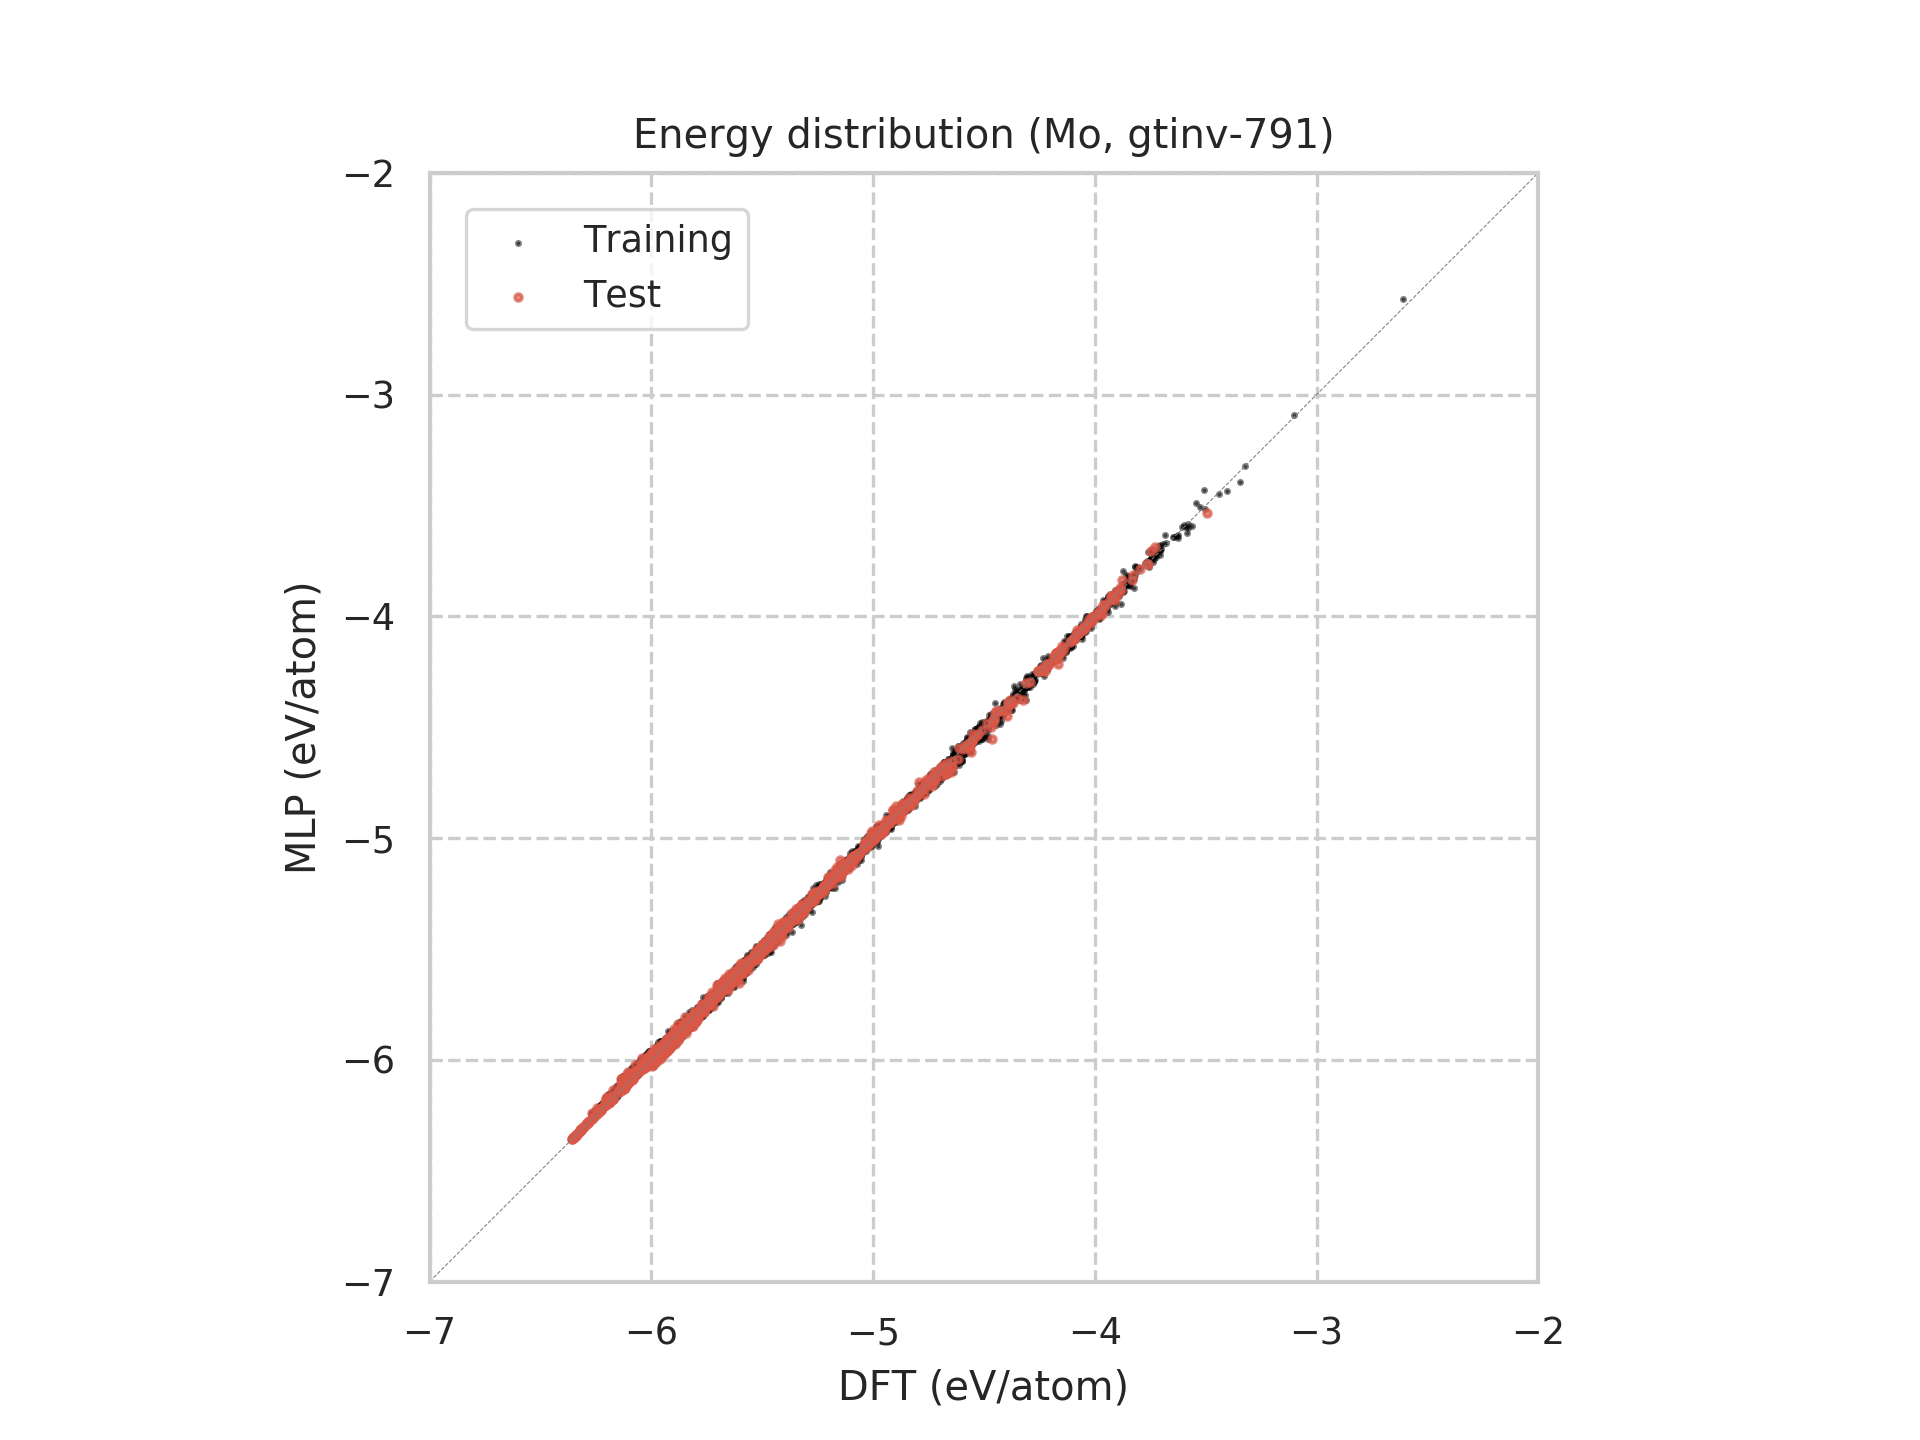 Energy distribution (Mo, gtinv-791)
−2
−3
−4
−5
−6
−7
MLP (eV/atom)
Training
Test
−7
−6
−5
−4
−3
−2
DFT (eV/atom)